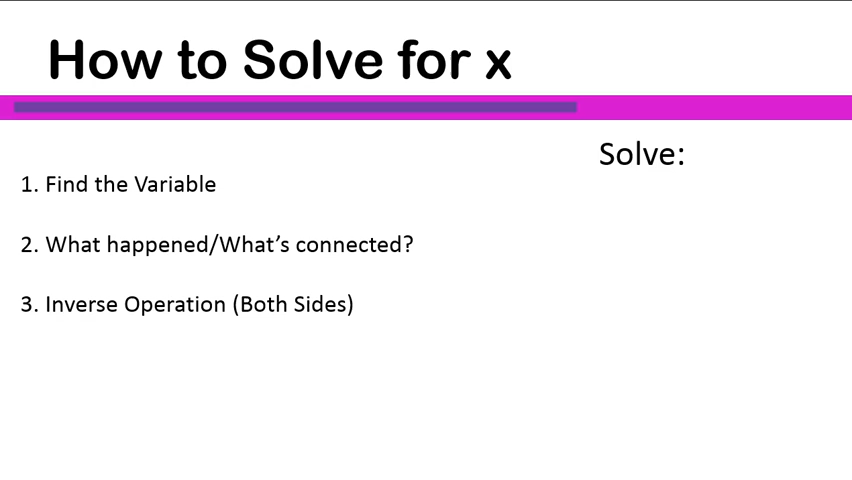 How to Solve for x
Solve:
1. Find the Variable
2. What happened/What’s connected?
3. Inverse Operation (Both Sides)